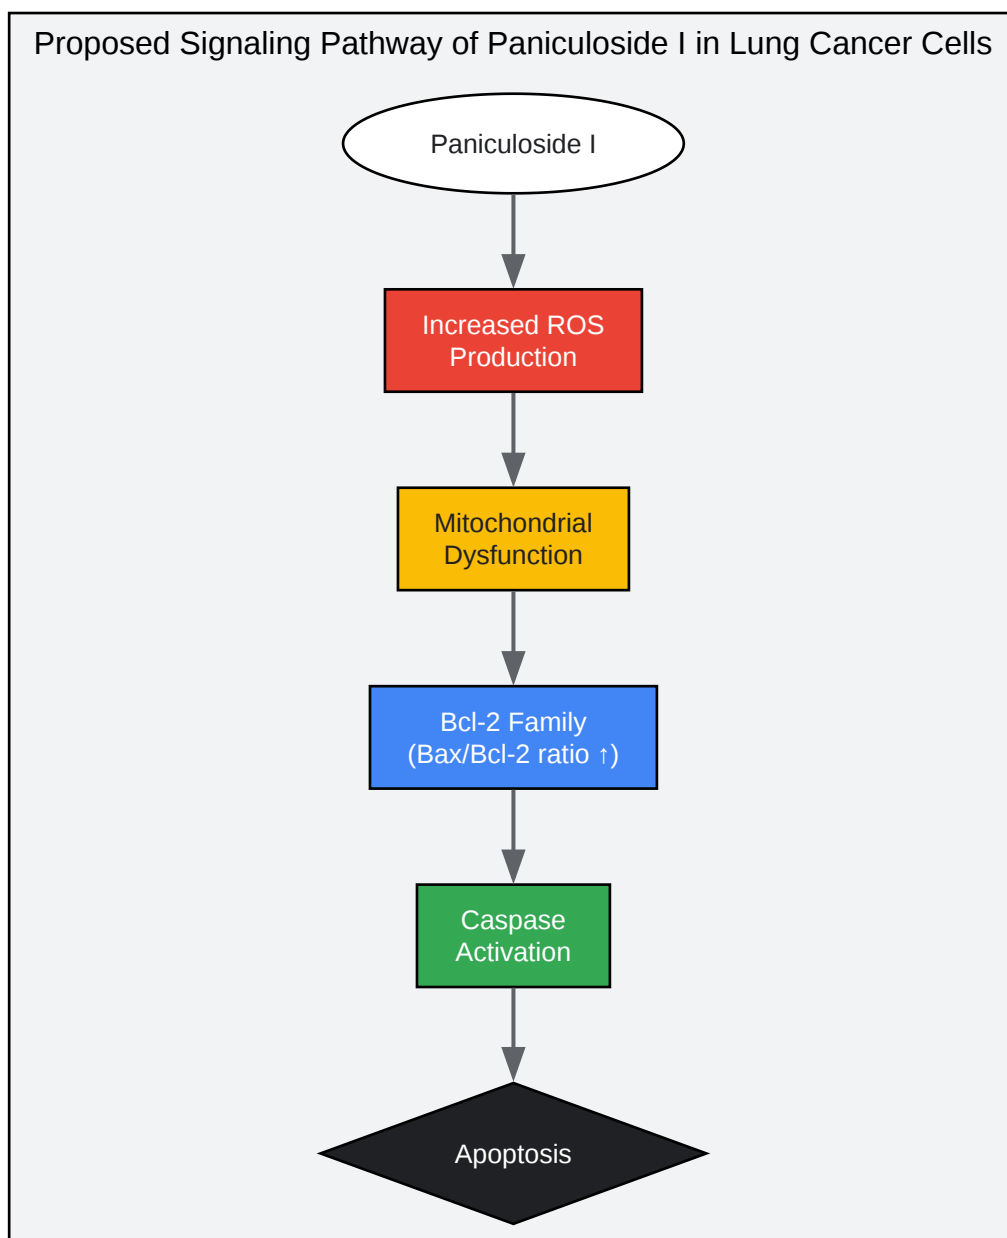 Proposed Signaling Pathway of Paniculoside I in Lung Cancer Cells
Paniculoside I
Increased ROS
Production
Mitochondrial
Dysfunction
Bcl-2 Family
(Bax/Bcl-2 ratio ↑)
Caspase
Activation
Apoptosis